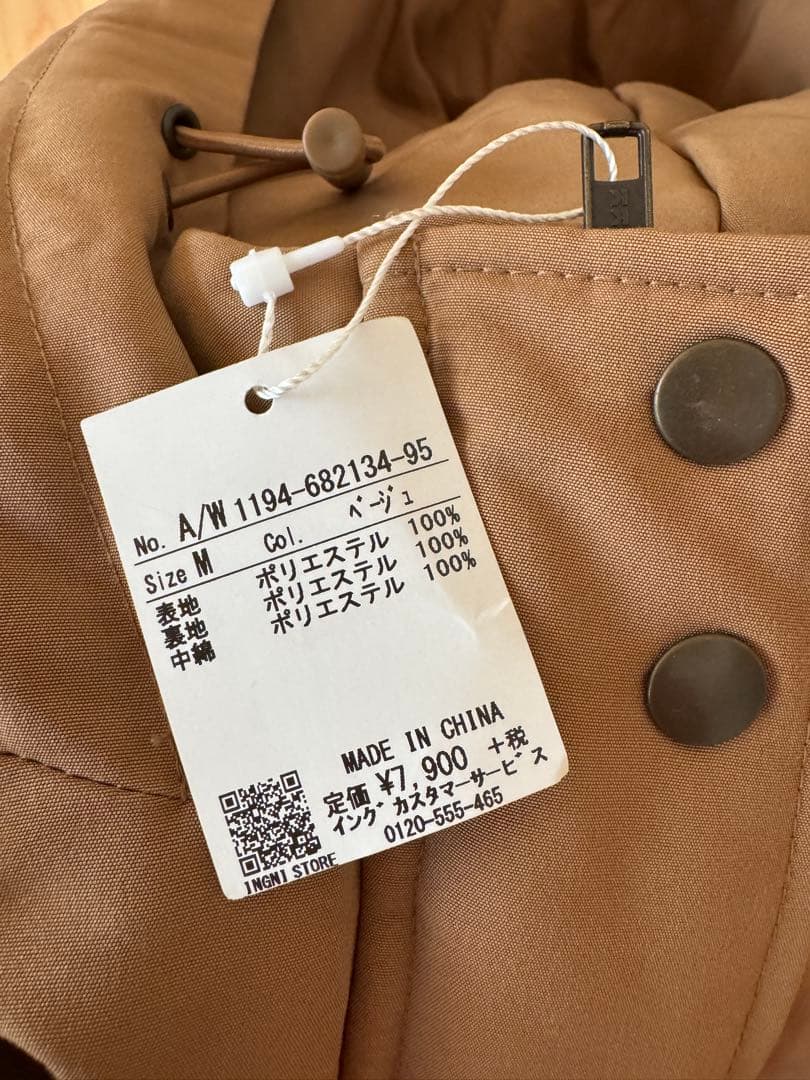 No. A/W 1194-682134-95
Size M Col. ベージュ
表地 ポリエステル 100%
裏地 ポリエステル 100%
中綿 ポリエステル 100%
MADE IN CHINA
定価 ¥7,900 +税
イング カスタマーサービス
0120-555-465
INGNI STORE